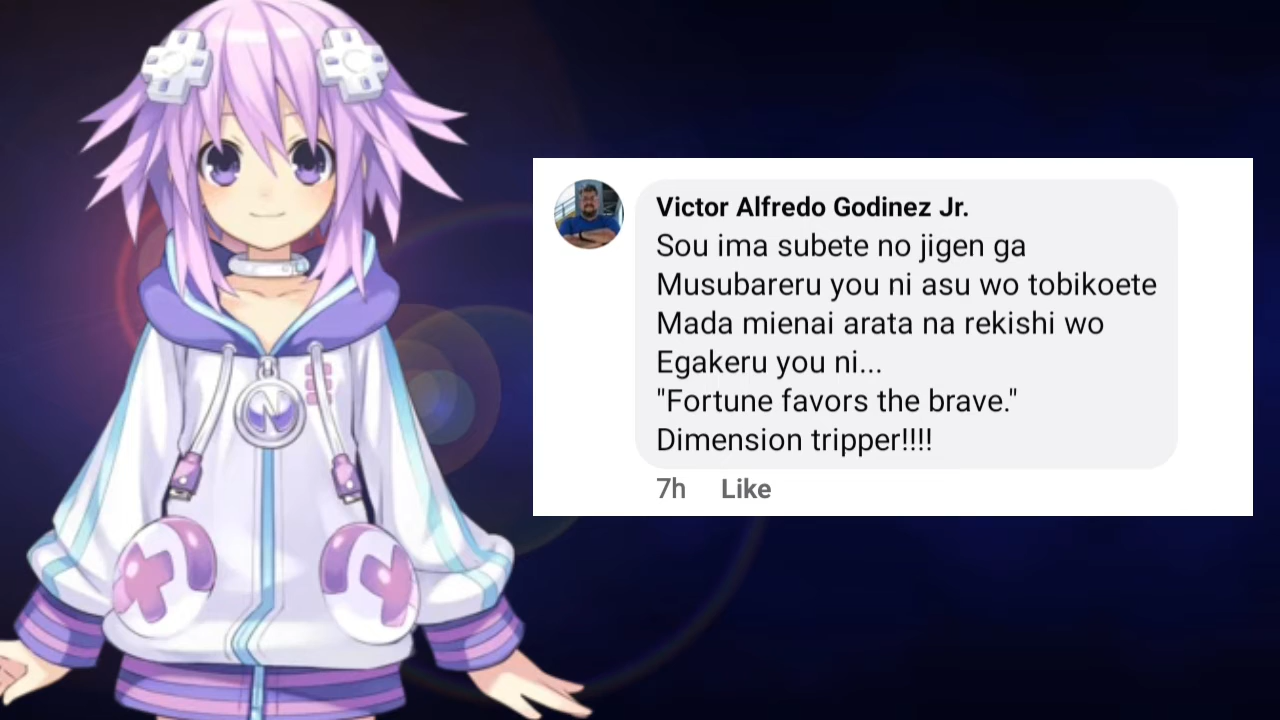 Victor Alfredo Godinez Jr.
Sou ima subete no jigen ga
Musubareru you ni asu wo tobikoete
Mada mienai arata na rekishi wo
Egakeru you ni...
"Fortune favors the brave."
Dimension tripper!!!!
7h Like
N